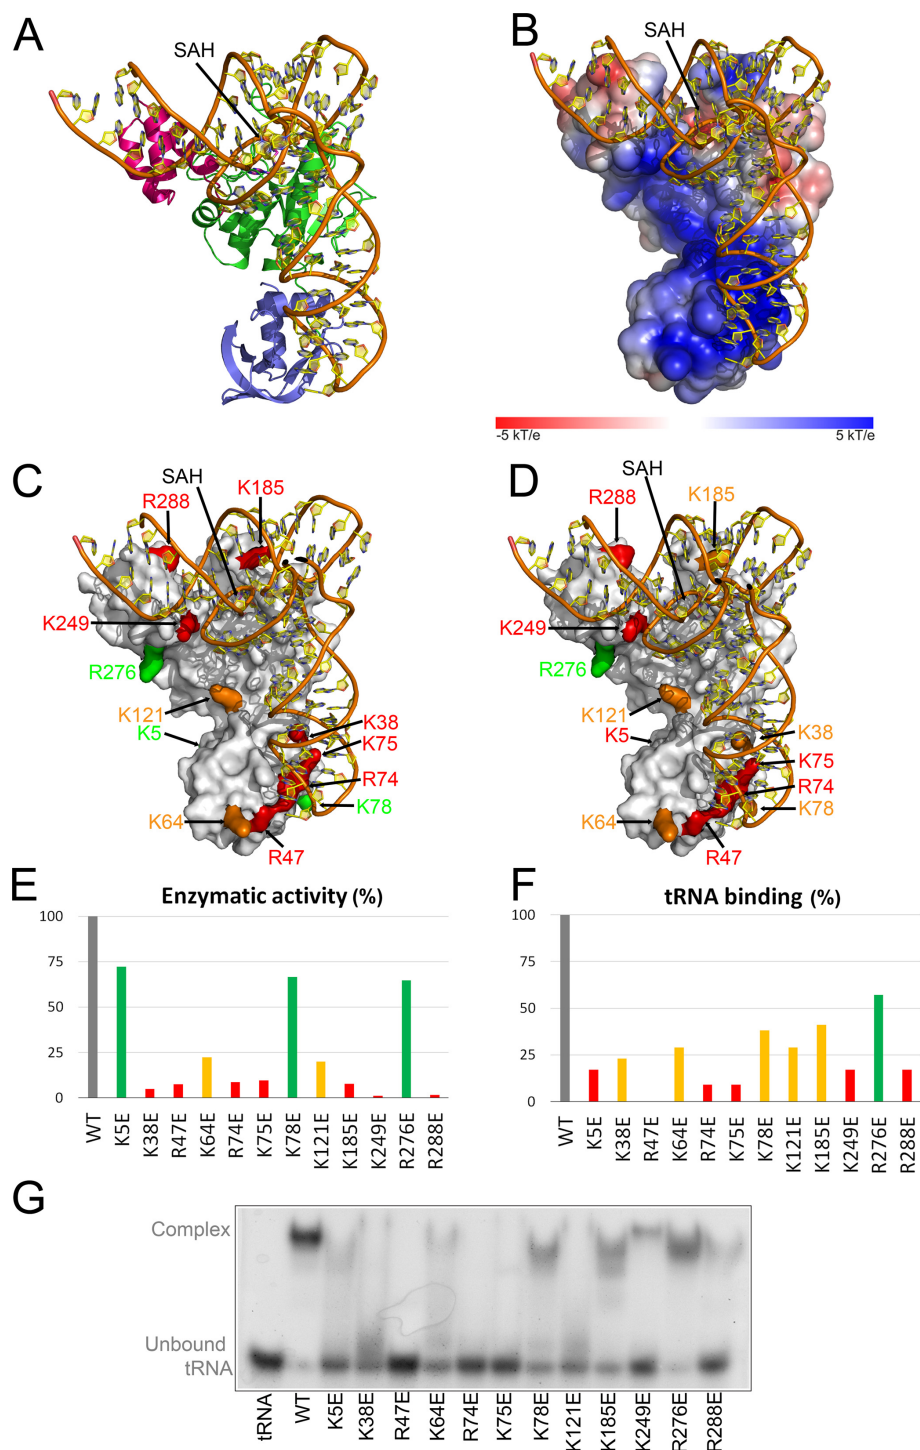 A
SAH
B
SAH
-5 kT/e
5 kT/e
C
SAH
R288
K185
K249
R276
K121
K5
K38
K75
R74
K78
K64
R47
D
SAH
R288
K185
K249
R276
K121
K5
K38
K75
R74
K78
K64
R47
E
Enzymatic activity (%)
100
75
50
25
0
WT
K5E
K38E
R47E
K64E
R74E
K75E
K78E
K121E
K185E
K249E
R276E
R288E
F
tRNA binding (%)
100
75
50
25
0
WT
K5E
K38E
R47E
K64E
R74E
K75E
K78E
K121E
K185E
K249E
R276E
R288E
G
Complex
Unbound
tRNA
tRNA
WT
K5E
K38E
R47E
K64E
R74E
K75E
K78E
K121E
K185E
K249E
R276E
R288E